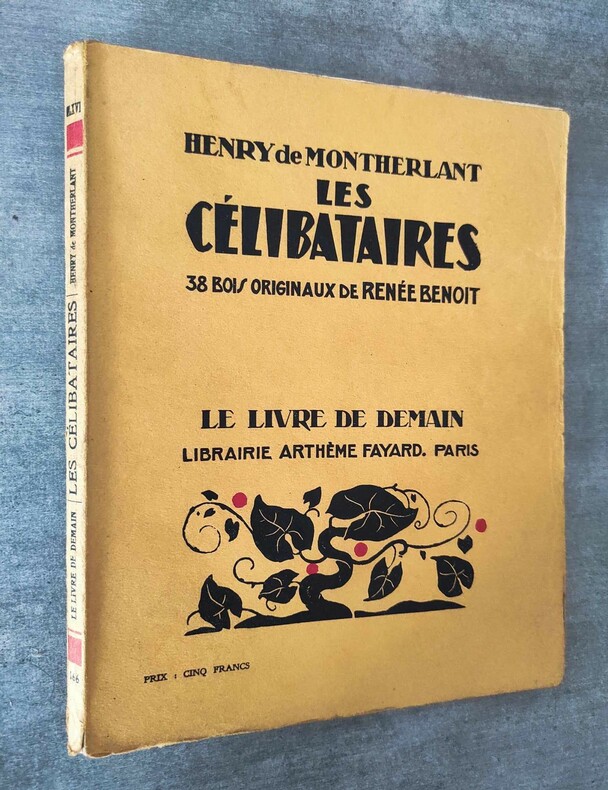 HENRY de MONTHERLANT
LES
CÉLIBATAIRES
38 BOIS ORIGINAUX DE RENÉE BENOIT
LE LIVRE DE DEMAIN
LIBRAIRIE ARTHÈME FAYARD. PARIS
PRIX : CINQ FRANCS
HENRY de MONTHERLANT
LES CÉLIBATAIRES
LE LIVRE DE DEMAIN